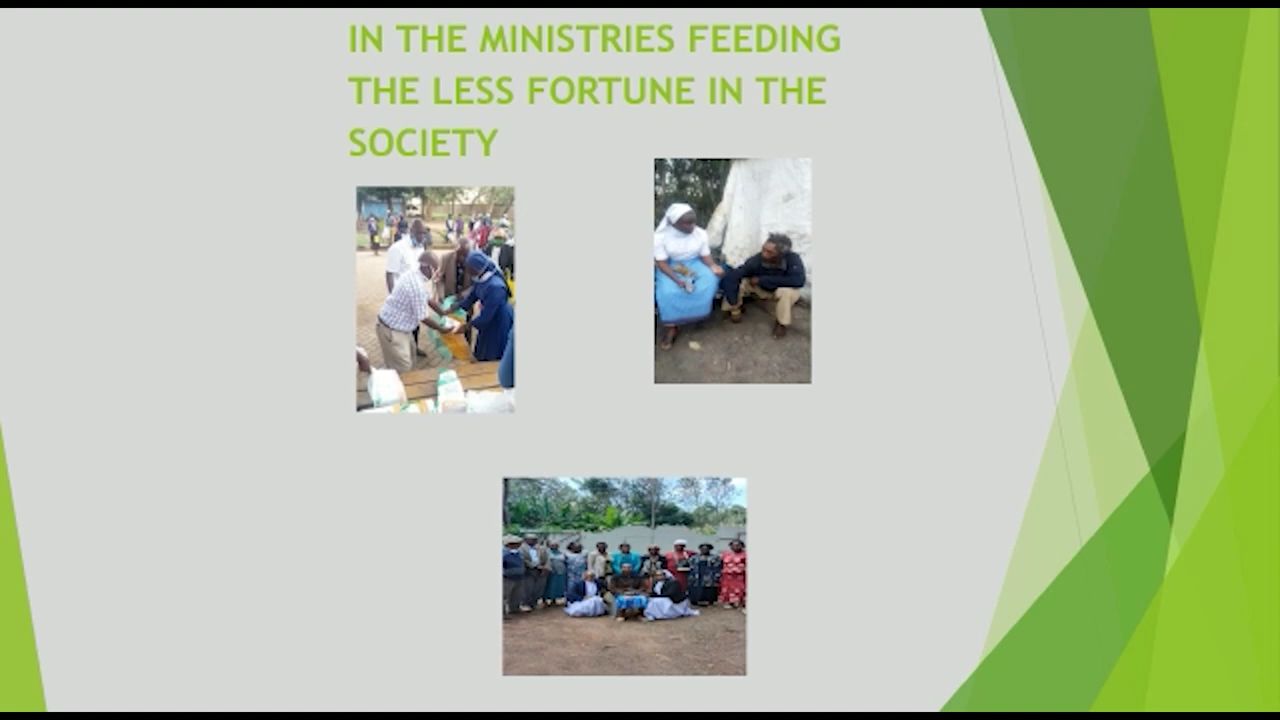 IN THE MINISTRIES FEEDING
THE LESS FORTUNE IN THE
SOCIETY